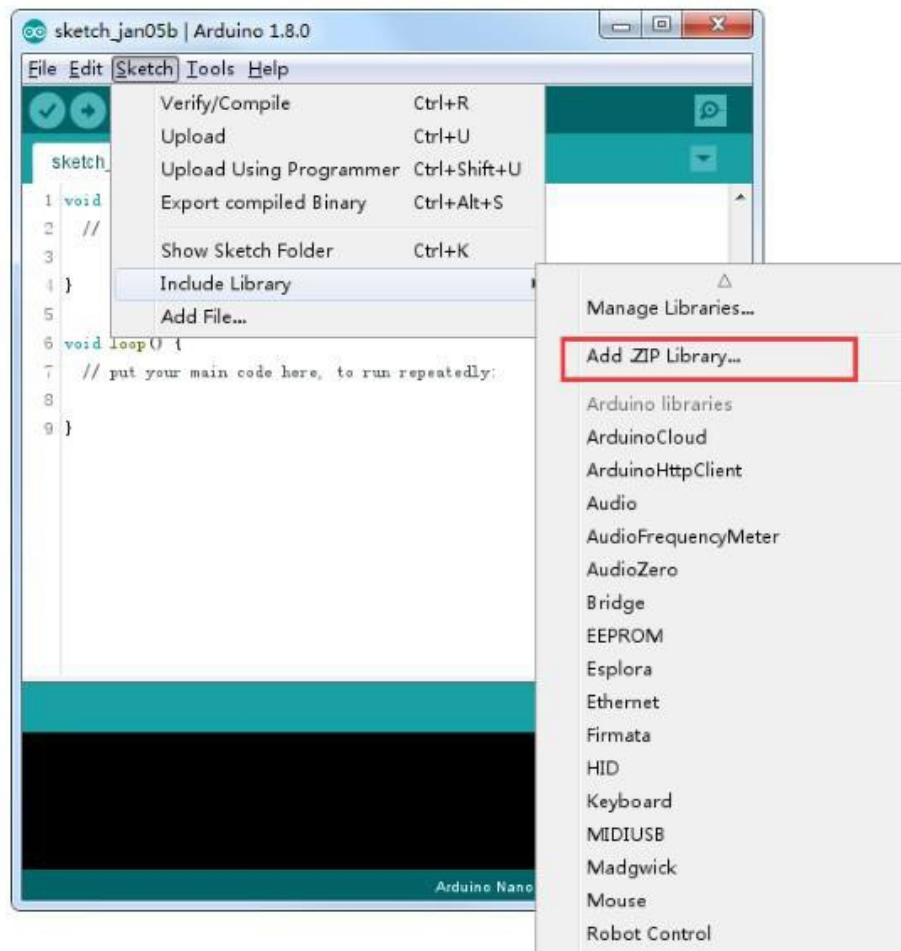 sketch_jan05b | Arduino 1.8.0
File Edit Sketch Tools Help
Verify/Compile Ctrl+R
Upload Ctrl+U
Upload Using Programmer Ctrl+Shift+U
Export compiled Binary Ctrl+Alt+S
Show Sketch Folder Ctrl+K
Include Library
Add File...
sketch_
1 void
2 //
3
4 }
5
6 void loop() {
7 // put your main code here, to run repeatedly:
8
9 }
Manage Libraries...
Add .ZIP Library...
Arduino libraries
ArduinoCloud
ArduinoHttpClient
Audio
AudioFrequencyMeter
AudioZero
Bridge
EEPROM
Esplora
Ethernet
Firmata
HID
Keyboard
MIDIUSB
Madgwick
Mouse
Robot Control
Arduino Nano